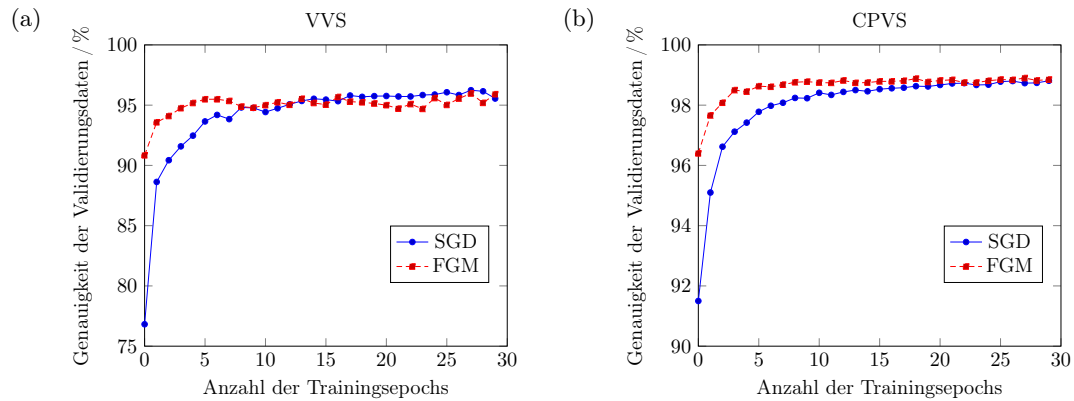 (a)
VVS
Genauigkeit der Validierungsdaten / %
100
95
90
85
80
75
0 5 10 15 20 25 30
Anzahl der Trainingsepochs
SGD
FGM
(b)
CPVS
Genauigkeit der Validierungsdaten / %
100
98
96
94
92
90
0 5 10 15 20 25 30
Anzahl der Trainingsepochs
SGD
FGM